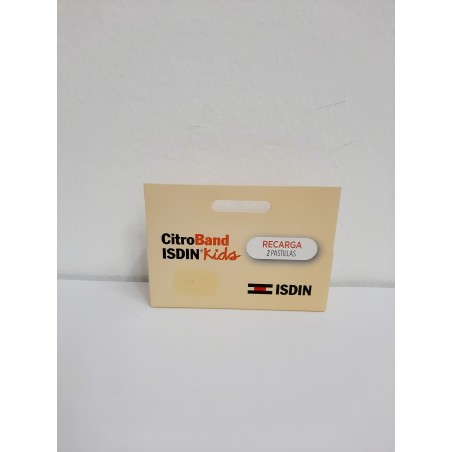 CitroBand
ISDIN® Kids
RECARGA
2 PASTILLAS
ISDIN